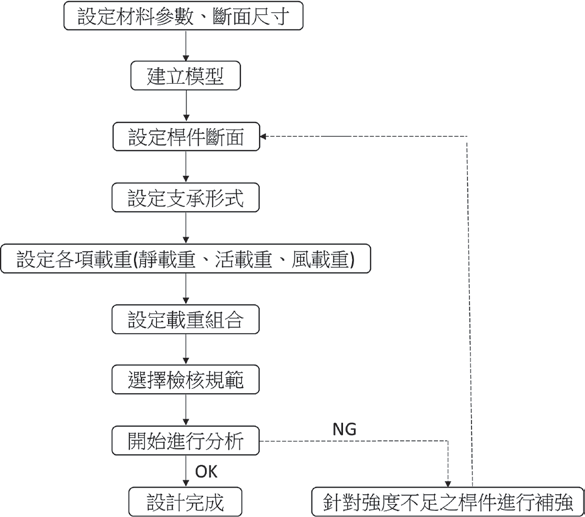 設定材料參數、斷面尺寸
建立模型
設定桿件斷面
設定支承形式
設定各項載重(靜載重、活載重、風載重)
設定載重組合
選擇檢核規範
開始進行分析
NG
OK
設計完成
針對強度不足之桿件進行補強